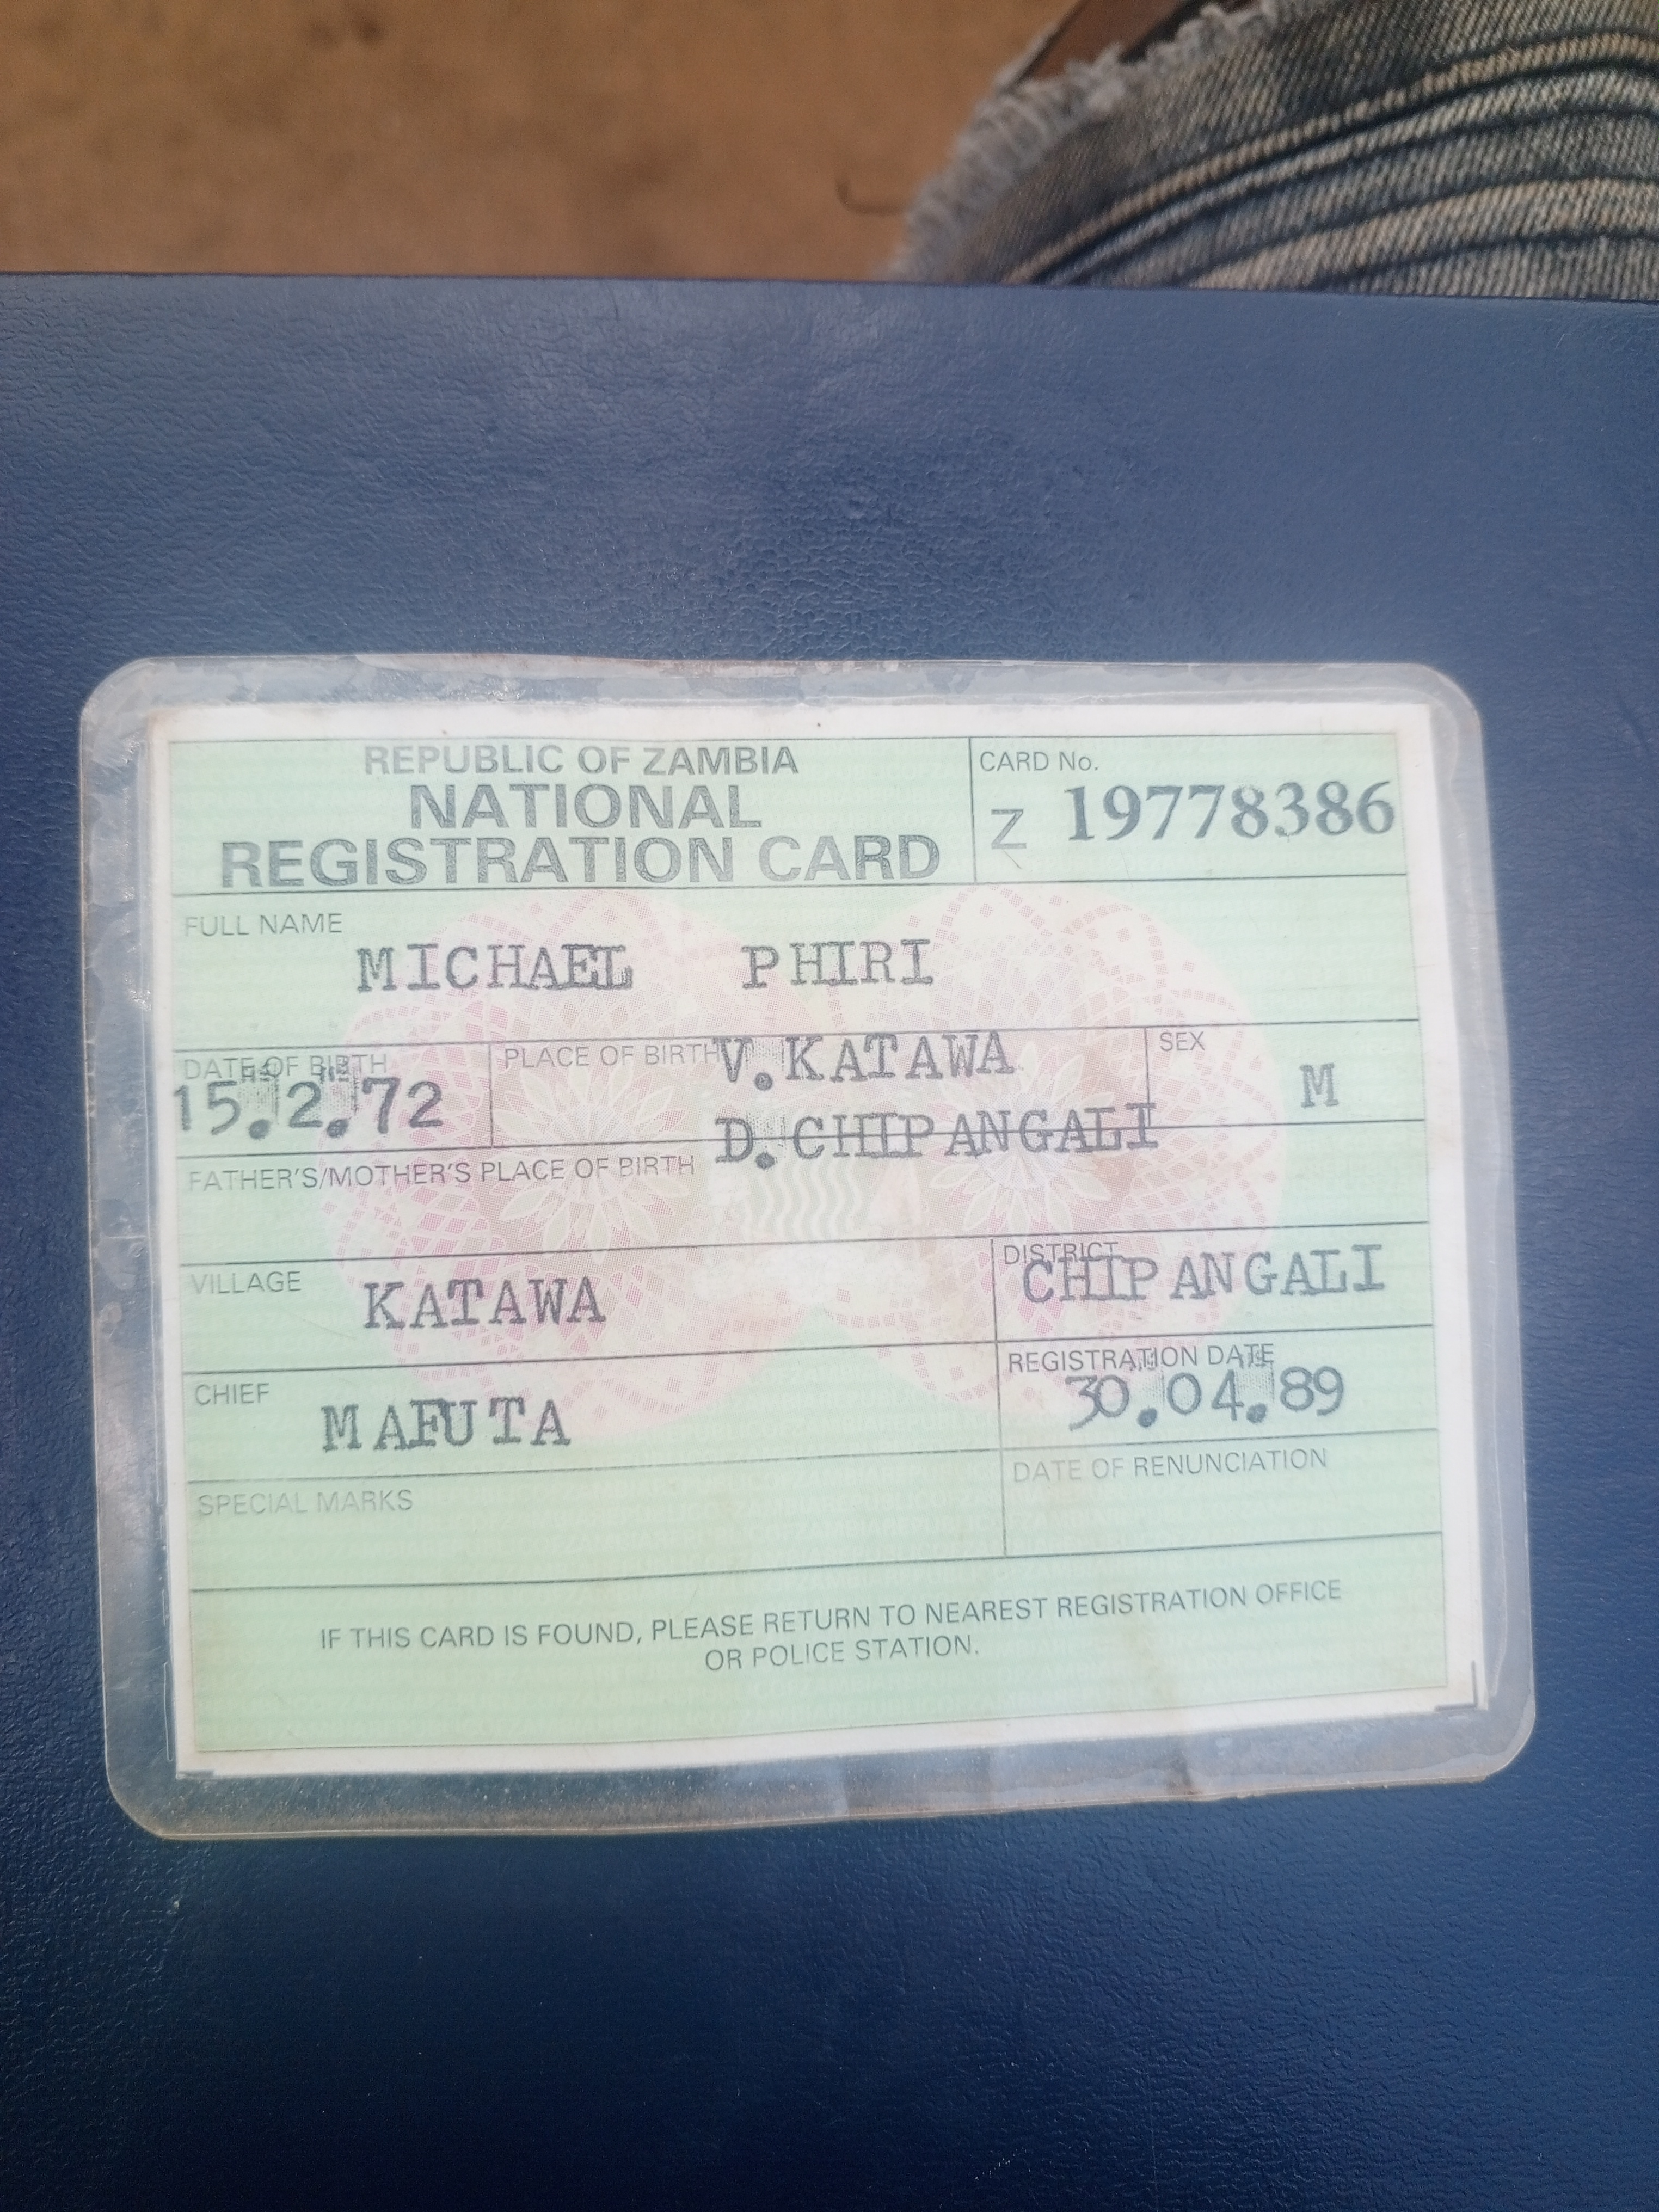 REPUBLIC OF ZAMBIA
NATIONAL
REGISTRATION CARD
CARD No.
Z 19778386
FULL NAME
MICHAEL PHIRI
DATE OF BIRTH
15.2.72
PLACE OF BIRTH V.KATAWA
D.CHIPANGALI
SEX
M
FATHER'S/MOTHER'S PLACE OF BIRTH
VILLAGE
KATAWA
DISTRICT
CHIPANGALI
CHIEF
MAFUTA
REGISTRATION DATE
30.04.89
SPECIAL MARKS
DATE OF RENUNCIATION
IF THIS CARD IS FOUND, PLEASE RETURN TO NEAREST REGISTRATION OFFICE
OR POLICE STATION.